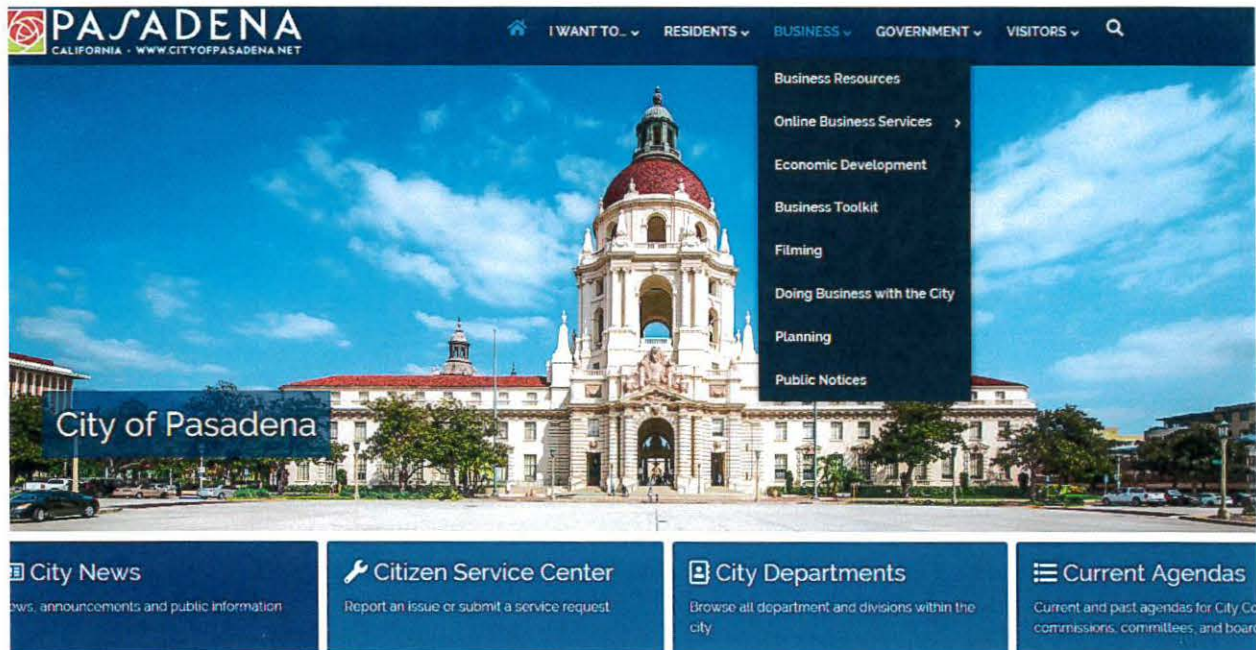 PASADENA
CALIFORNIA • WWW.CITYOFPASADENA.NET
I WANT TO...
RESIDENTS
BUSINESS
GOVERNMENT
VISITORS
Business Resources
Online Business Services
Economic Development
Business Toolkit
Filming
Doing Business with the City
Planning
Public Notices
City of Pasadena
City News
announcements and public information
Citizen Service Center
Report an issue or submit a service request
City Departments
Browse all department and divisions within the
city
Current Agendas
Current and past agendas for City
commissions, committees, and